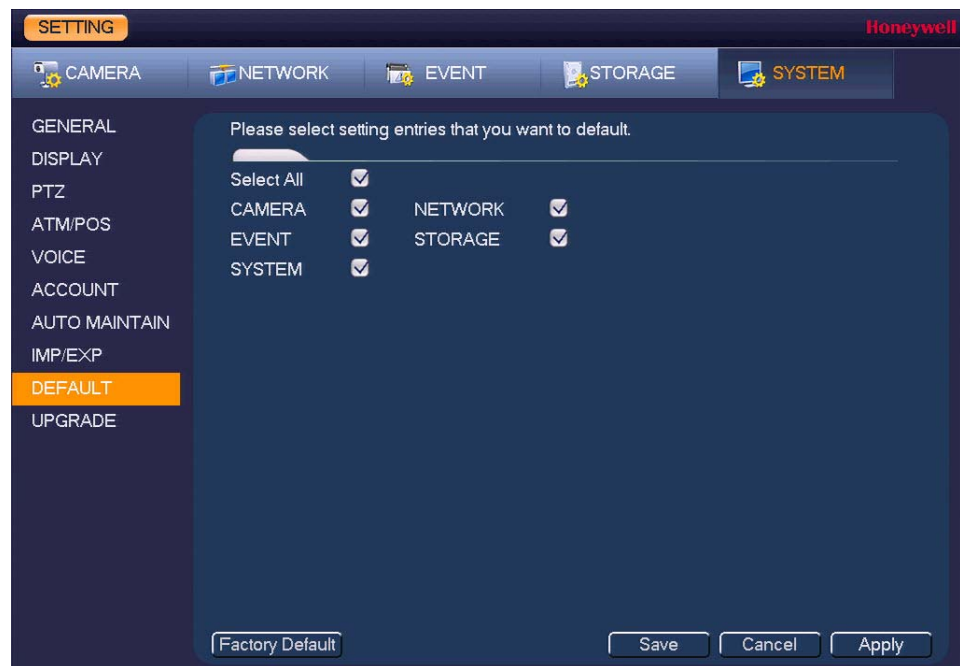 SETTING Honeywell
CAMERA NETWORK EVENT STORAGE SYSTEM
GENERAL
DISPLAY
PTZ
ATM/POS
VOICE
ACCOUNT
AUTO MAINTAIN
IMP/EXP
DEFAULT
UPGRADE
Please select setting entries that you want to default.
Select All
CAMERA NETWORK
EVENT STORAGE
SYSTEM
Factory Default Save Cancel Apply